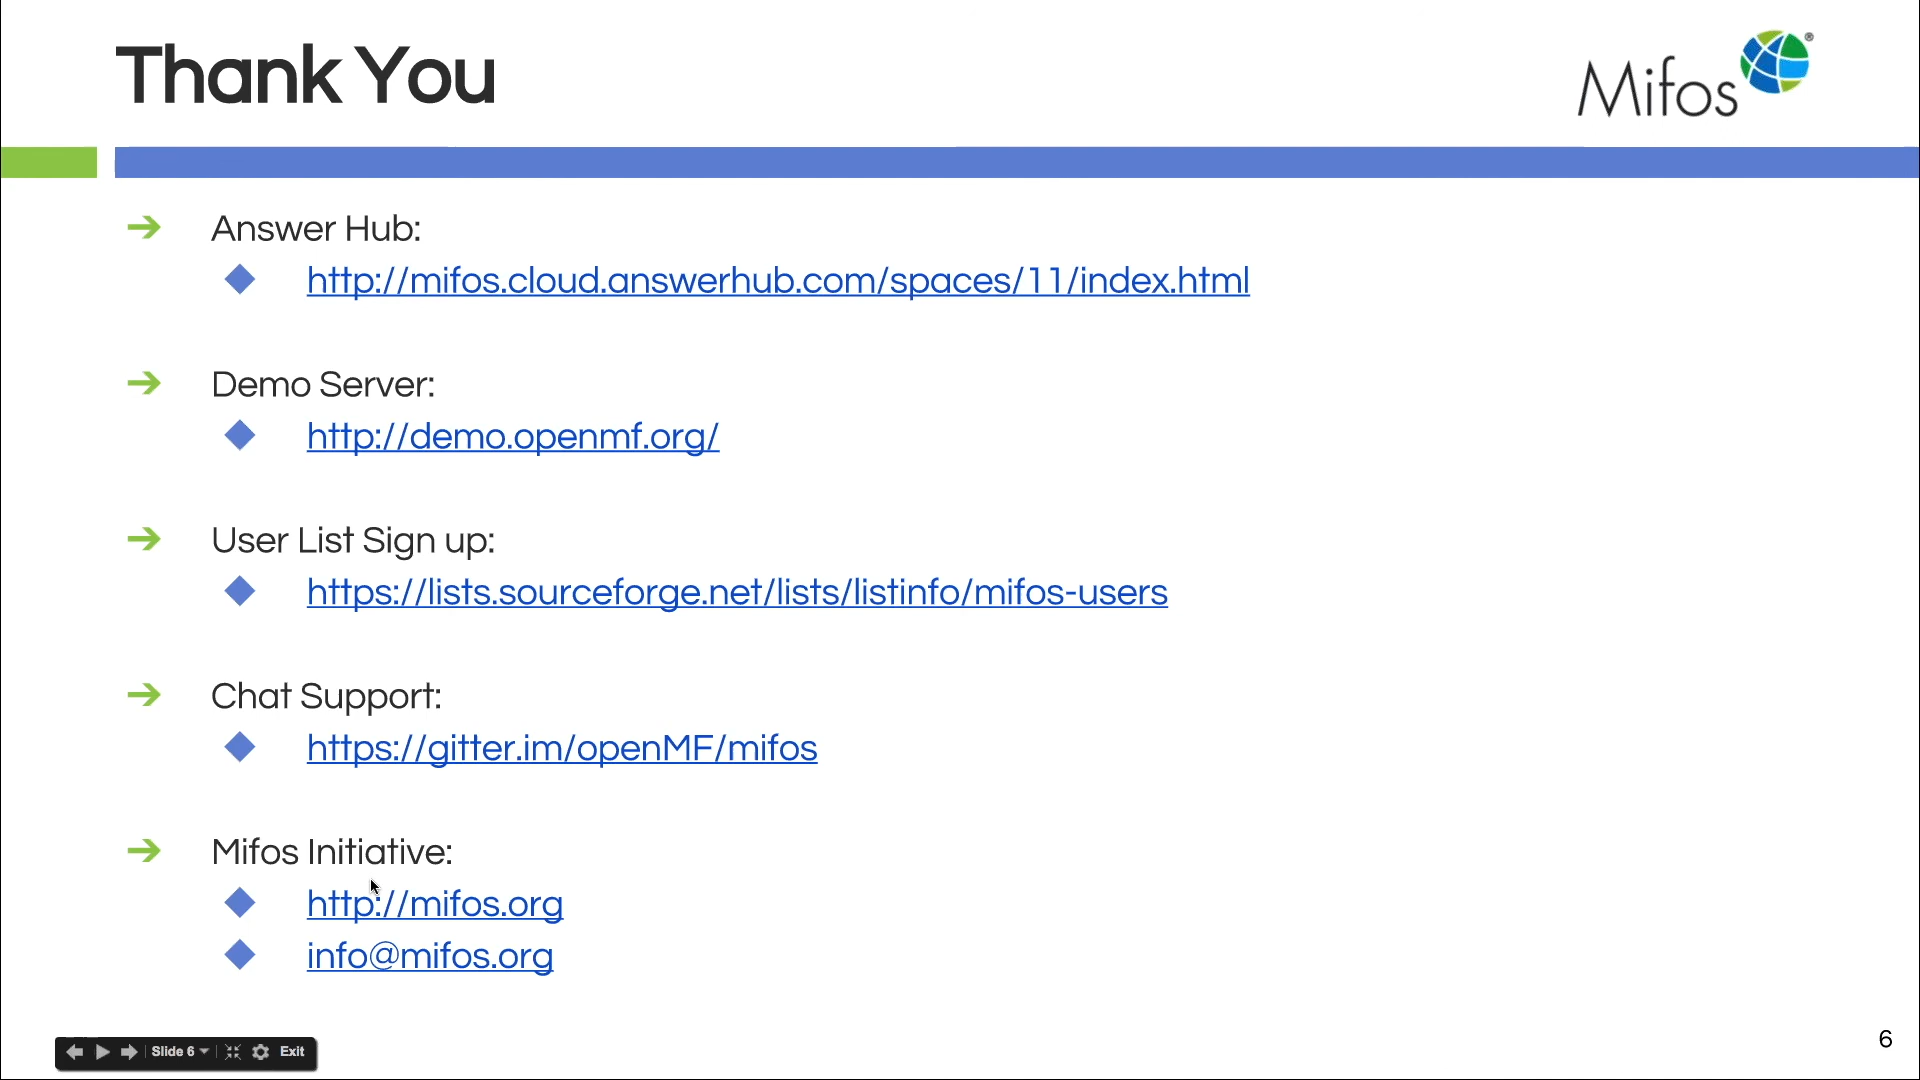 Thank You
Mifos®
Answer Hub:
http://mifos.cloud.answerhub.com/spaces/11/index.html
Demo Server:
http://demo.openmf.org/
User List Sign up:
https://lists.sourceforge.net/lists/listinfo/mifos-users
Chat Support:
https://gitter.im/openMF/mifos
Mifos Initiative:
http://mifos.org
info@mifos.org
6
Slide 6 Exit